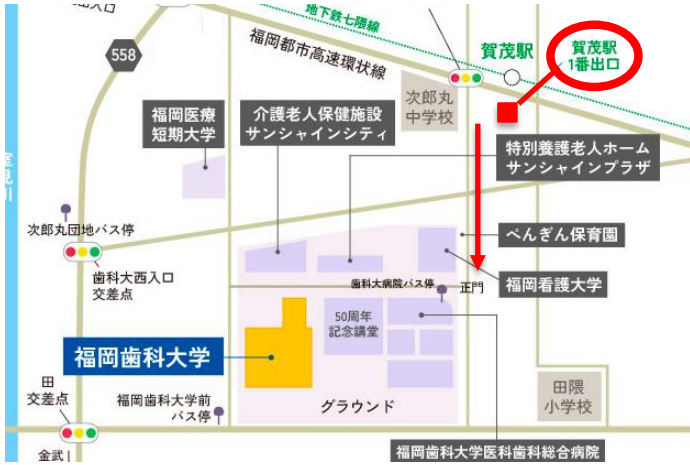 地下鉄七隈線
福岡都市高速環状線
558
賀茂駅
賀茂駅
1番出口
次郎丸
中学校
福岡医療
短期大学
介護老人保健施設
サンシャインシティ
特別養護老人ホーム
サンシャインプラザ
室見川
次郎丸団地バス停
ぺんぎん保育園
歯科大西入口
交差点
歯科大病院バス停
正門
福岡看護大学
50周年
記念講堂
福岡歯科大学
田
交差点
福岡歯科大学前
バス停
グラウンド
田隈
小学校
福岡歯科大学医科歯科総合病院
金武